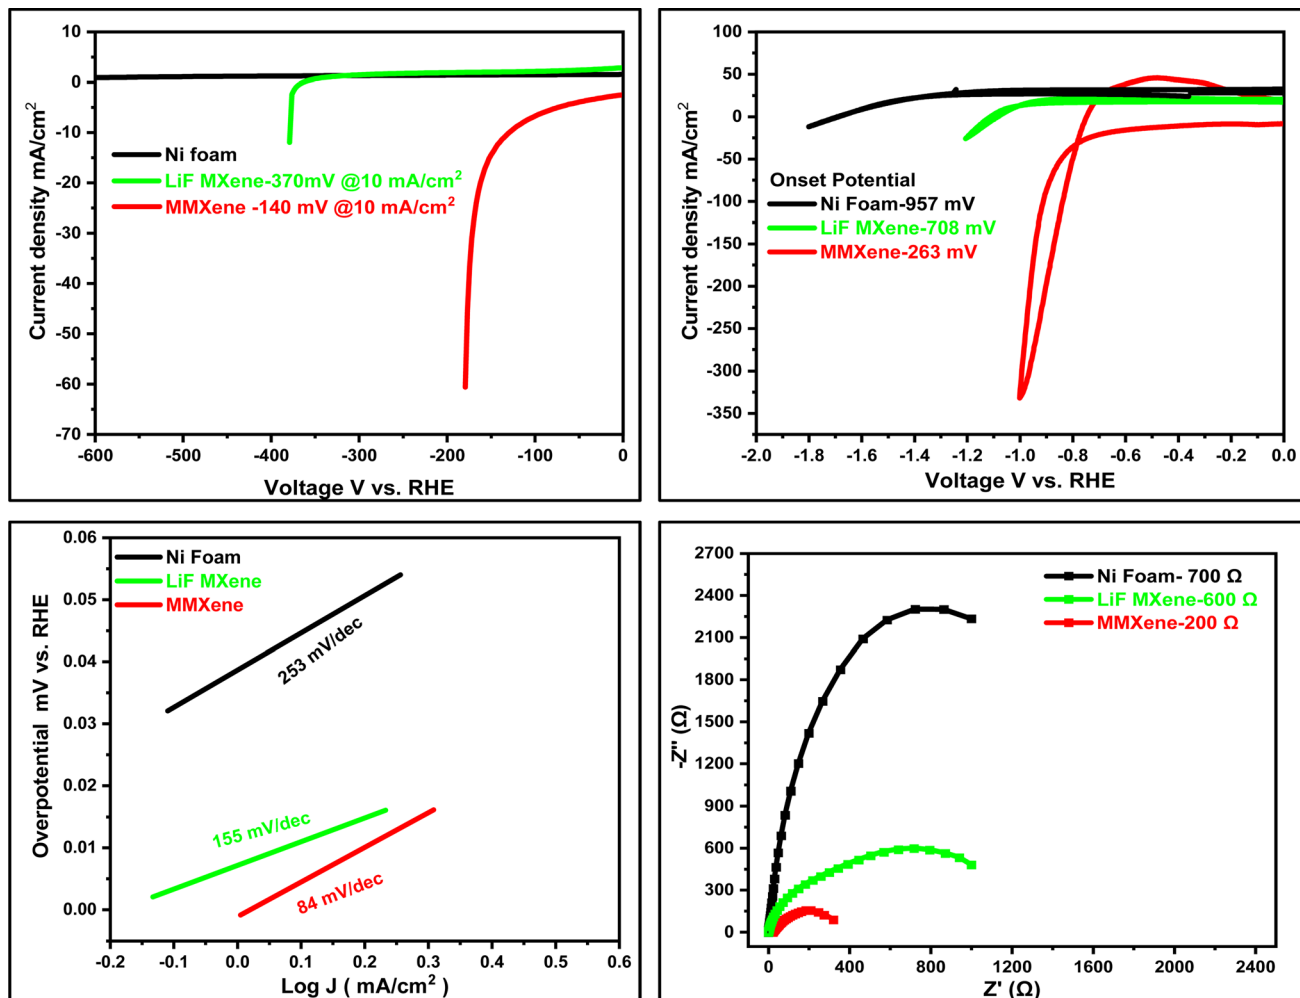 10
0
-10
-20
-30
-40
-50
-60
-70
Current density mA/cm²
Ni foam
LiF MXene-370mV @10 mA/cm²
MMXene -140 mV @10 mA/cm²
-600
-500
-400
-300
-200
-100
0
Voltage V vs. RHE
100
50
0
-50
-100
-150
-200
-250
-300
-350
Current density mA/cm²
Onset Potential
Ni Foam-957 mV
LiF MXene-708 mV
MMXene-263 mV
-2.0
-1.8
-1.6
-1.4
-1.2
-1.0
-0.8
-0.6
-0.4
-0.2
0.0
Voltage V vs. RHE
0.06
0.05
0.04
0.03
0.02
0.01
0.00
Overpotential mV vs. RHE
Ni Foam
LiF MXene
MMXene
253 mV/dec
155 mV/dec
84 mV/dec
-0.2
-0.1
0.0
0.1
0.2
0.3
0.4
0.5
0.6
Log J ( mA/cm² )
2700
2400
2100
1800
1500
1200
900
600
300
0
-Z'' (Ω)
Ni Foam- 700 Ω
LiF MXene-600 Ω
MMXene-200 Ω
0
400
800
1200
1600
2000
2400
Z' (Ω)